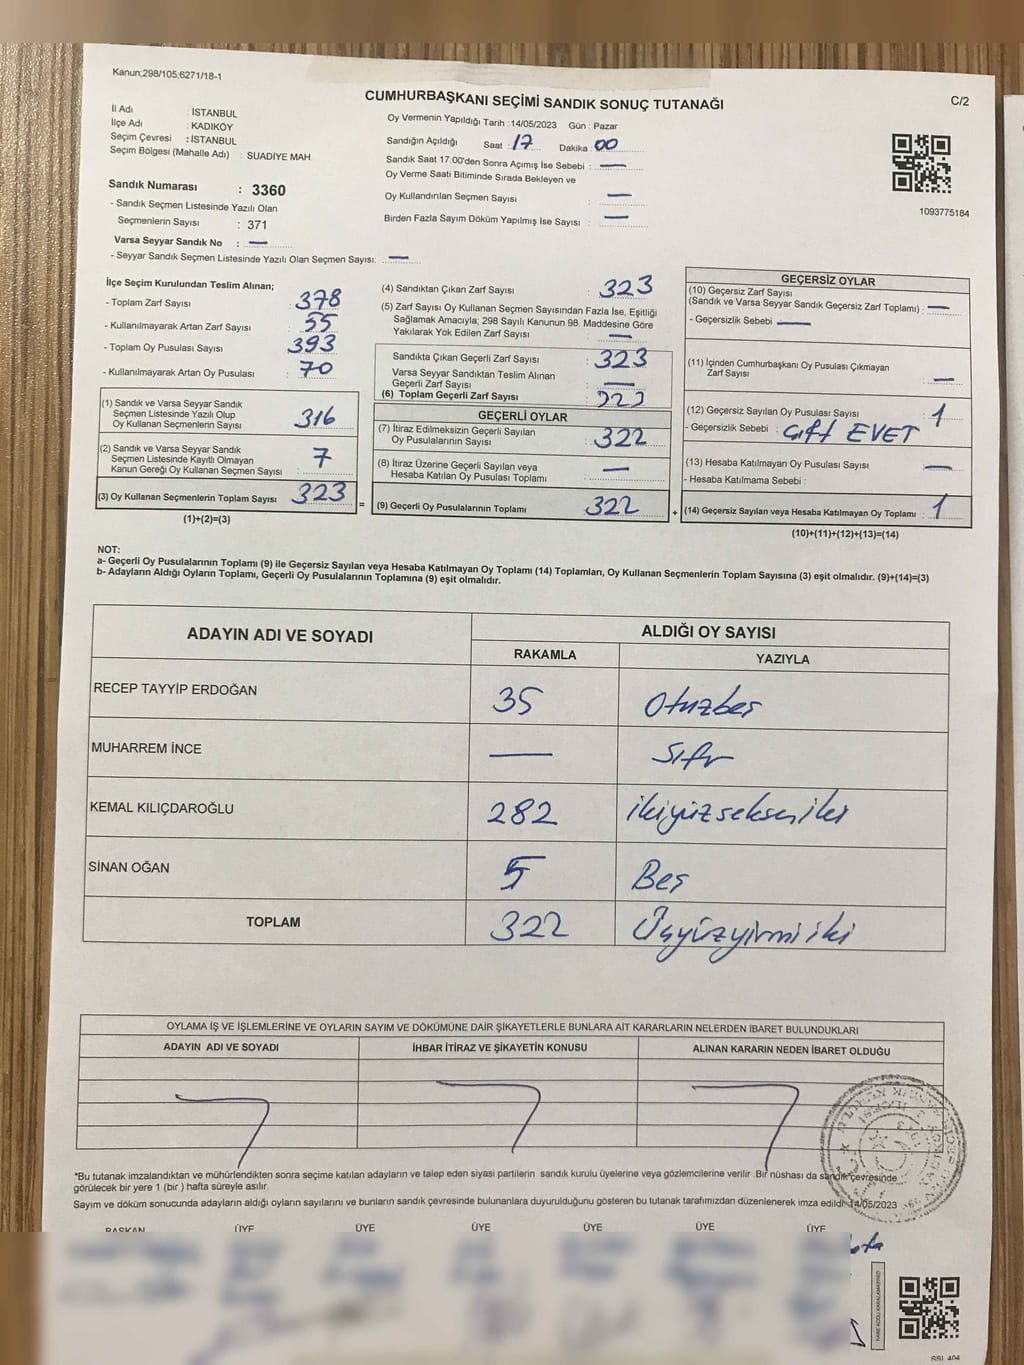 Kanun;298/105;6271/18-1
CUMHURBAŞKANI SEÇİMİ SANDIK SONUÇ TUTANAĞI
C/2
İl Adı : İSTANBUL
İlçe Adı : KADIKÖY
Seçim Çevresi : İSTANBUL
Seçim Bölgesi (Mahalle Adı) : SUADİYE MAH.
Sandık Numarası : 3360
- Sandık Seçmen Listesinde Yazılı Olan
Seçmenlerin Sayısı : 371
Varsa Seyyar Sandık No : —
- Seyyar Sandık Seçmen Listesinde Yazılı Olan Seçmen Sayısı: —
Oy Vermenin Yapıldığı Tarih :14/05/2023 Gün : Pazar
Sandığın Açıldığı Saat : 17 Dakika : 00
Sandık Saat 17:00'den Sonra Açımış İse Sebebi : —
Oy Verme Saati Bitiminde Sırada Bekleyen ve
Oy Kullandırılan Seçmen Sayısı : —
Birden Fazla Sayım Döküm Yapılmış İse Sayısı : —
1093775184
İlçe Seçim Kurulundan Teslim Alınan;
- Toplam Zarf Sayısı : 378
- Kullanılmayarak Artan Zarf Sayısı : 55
- Toplam Oy Pusulası Sayısı : 393
- Kullanılmayarak Artan Oy Pusulası : 70
(1) Sandık ve Varsa Seyyar Sandık
Seçmen Listesinde Yazılı Olup
Oy Kullanan Seçmenlerin Sayısı : 316
(2) Sandık ve Varsa Seyyar Sandık
Seçmen Listesinde Kayıtlı Olmayan
Kanun Gereği Oy Kullanan Seçmen Sayısı : 7
(3) Oy Kullanan Seçmenlerin Toplam Sayısı : 323 =
(1)+(2)=(3)
(4) Sandıktan Çıkan Zarf Sayısı : 323
(5) Zarf Sayısı Oy Kullanan Seçmen Sayısından Fazla İse, Eşitliği
Sağlamak Amacıyla; 298 Sayılı Kanunun 98. Maddesine Göre
Yakılarak Yok Edilen Zarf Sayısı : —
Sandıkta Çıkan Geçerli Zarf Sayısı : 323
Varsa Seyyar Sandıktan Teslim Alınan
Geçerli Zarf Sayısı : —
(6) Toplam Geçerli Zarf Sayısı : 323
GEÇERLİ OYLAR
(7) İtiraz Edilmeksizin Geçerli Sayılan
Oy Pusulalarının Sayısı : 322
(8) İtiraz Üzerine Geçerli Sayılan veya
Hesaba Katılan Oy Pusulası Toplamı : —
(9) Geçerli Oy Pusulalarının Toplamı : 322 +
GEÇERSİZ OYLAR
(10) Geçersiz Zarf Sayısı
(Sandık ve Varsa Seyyar Sandık Geçersiz Zarf Toplamı) : —
- Geçersizlik Sebebi : —
(11) İçinden Cumhurbaşkanı Oy Pusulası Çıkmayan
Zarf Sayısı : —
(12) Geçersiz Sayılan Oy Pusulası Sayısı : 1
- Geçersizlik Sebebi : Çift EVET
(13) Hesaba Katılmayan Oy Pusulası Sayısı : —
- Hesaba Katılmama Sebebi :
(14) Geçersiz Sayılan veya Hesaba Katılmayan Oy Toplamı : 1
(10)+(11)+(12)+(13)=(14)
NOT:
a- Geçerli Oy Pusulalarının Toplamı (9) ile Geçersiz Sayılan veya Hesaba Katılmayan Oy Toplamı (14) Toplamları, Oy Kullanan Seçmenlerin Toplam Sayısına (3) eşit olmalıdır. (9)+(14)=(3)
b- Adayların Aldığı Oyların Toplamı, Geçerli Oy Pusulalarının Toplamına (9) eşit olmalıdır.
ADAYIN ADI VE SOYADI ALDIĞI OY SAYISI
RAKAMLA YAZIYLA
RECEP TAYYİP ERDOĞAN 35 Otuzbeş
MUHARREM İNCE — Sıfır
KEMAL KILIÇDAROĞLU 282 ikiyüzseksen iki
SİNAN OĞAN 5 Beş
TOPLAM 322 Üçyüzyirmi iki
OYLAMA İŞ VE İŞLEMLERİNE VE OYLARIN SAYIM VE DÖKÜMÜNE DAİR ŞİKAYETLERLE BUNLARA AİT KARARLARIN NELERDEN İBARET BULUNDUKLARI
ADAYIN ADI VE SOYADI İHBAR İTİRAZ VE ŞİKAYETİN KONUSU ALINAN KARARIN NEDEN İBARET OLDUĞU
*Bu tutanak imzalandıktan ve mühürlendikten sonra seçime katılan adayların ve talep eden siyasi partilerin sandık kurulu üyelerine veya gözlemcilerine verilir .Bir nüshası da sandık çevresinde
görülecek bir yere 1 (bir ) hafta süreyle asılır.
Sayım ve döküm sonucunda adayların aldığı oyların sayılarını ve bunların sandık çevresinde bulunanlara duyurulduğunu gösteren bu tutanak tarafımızdan düzenlenerek imza edildi. 14/05/2023
BAŞKAN ÜYE ÜYE ÜYE ÜYE ÜYE ÜYE